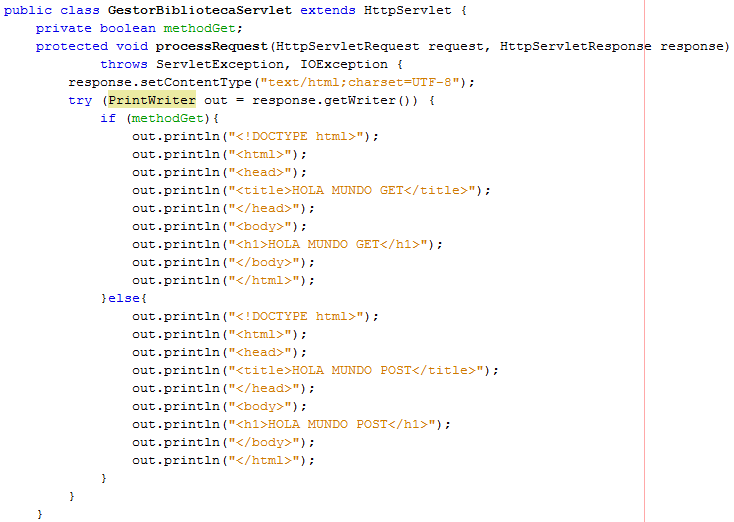 public class GestorBibliotecaServlet extends HttpServlet {
    private boolean methodGet;
    protected void processRequest(HttpServletRequest request, HttpServletResponse response)
            throws ServletException, IOException {
        response.setContentType("text/html;charset=UTF-8");
        try (PrintWriter out = response.getWriter()) {
            if (methodGet){
                out.println("<!DOCTYPE html>");
                out.println("<html>");
                out.println("<head>");
                out.println("<title>HOLA MUNDO GET</title>");
                out.println("</head>");
                out.println("<body>");
                out.println("<h1>HOLA MUNDO GET</h1>");
                out.println("</body>");
                out.println("</html>");
            }else{
                out.println("<!DOCTYPE html>");
                out.println("<html>");
                out.println("<head>");
                out.println("<title>HOLA MUNDO POST</title>");
                out.println("</head>");
                out.println("<body>");
                out.println("<h1>HOLA MUNDO POST</h1>");
                out.println("</body>");
                out.println("</html>");
            }
        }
    }